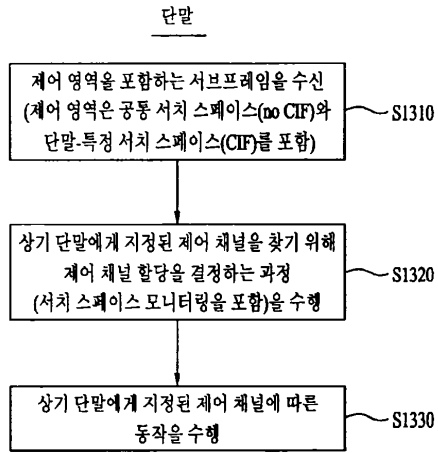 단말
제어 영역을 포함하는 서브프레임을 수신
(제어 영역은 공통 서치 스페이스(no CIF)와
단말-특정 서치 스페이스(CIF)를 포함)
S1310
상기 단말에게 지정된 제어 채널을 찾기 위해
제어 채널 할당을 결정하는 과정
(서치 스페이스 모니터링을 포함)을 수행
S1320
상기 단말에게 지정된 제어 채널에 따른
동작을 수행
S1330